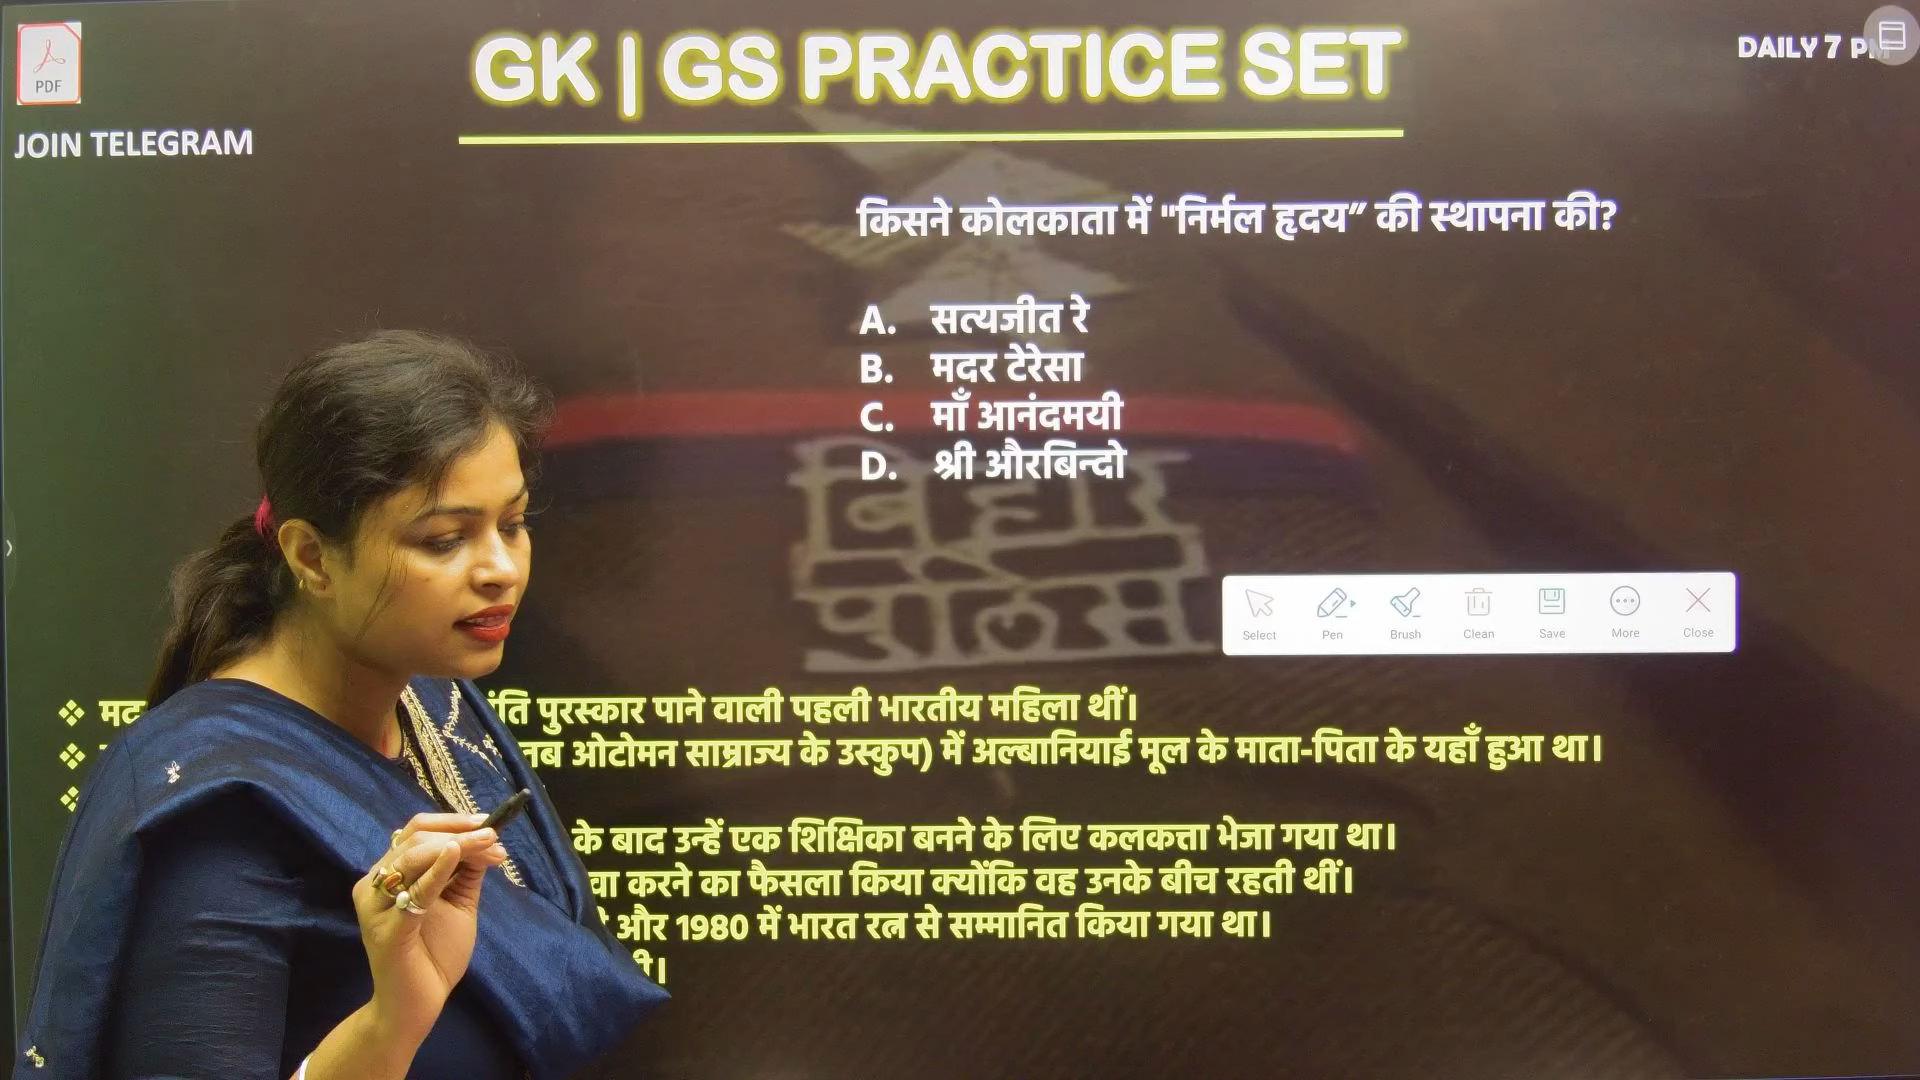 GK | GS PRACTICE SET
DAILY 7
PDF
JOIN TELEGRAM
किसने कोलकाता में "निर्मल हृदय” की स्थापना की?
A. सत्यजीत रे
B. मदर टेरेसा
C. माँ आनंदमयी
D. श्री औरबिन्दो
बिहार
पुलिस
Select Pen Brush Clean Save More Close
पुरस्कार पाने वाली पहली भारतीय महिला थीं।
ओटोमन साम्राज्य के उस्कुप) में अल्बानियाई मूल के माता-पिता के यहाँ हुआ था।
के बाद उन्हें एक शिक्षिका बनने के लिए कलकत्ता भेजा गया था।
करने का फैसला किया क्योंकि वह उनके बीच रहती थीं।
और 1980 में भारत रत्न से सम्मानित किया गया था।